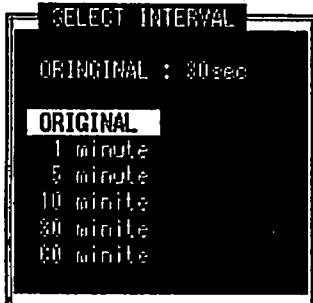 SELECT INTERVAL
ORINGINAL : 30sec
ORIGINAL
1 minute
5 minute
10 minite
30 minite
60 minite